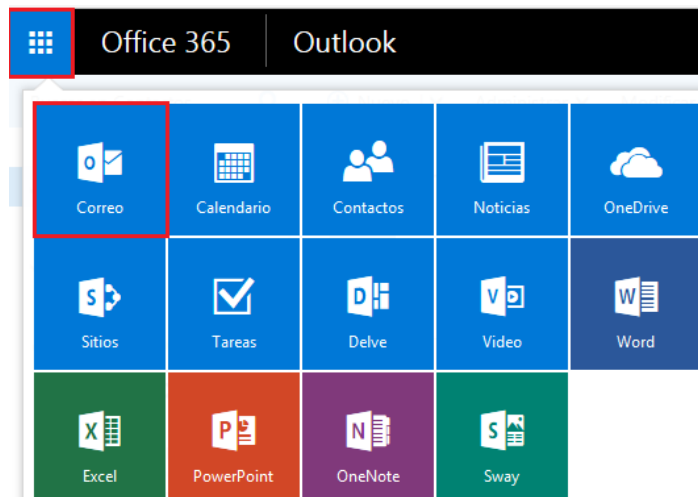 Office 365 Outlook
Correo Calendario Contactos Noticias OneDrive
Sitios Tareas Delve Video Word
Excel PowerPoint OneNote Sway